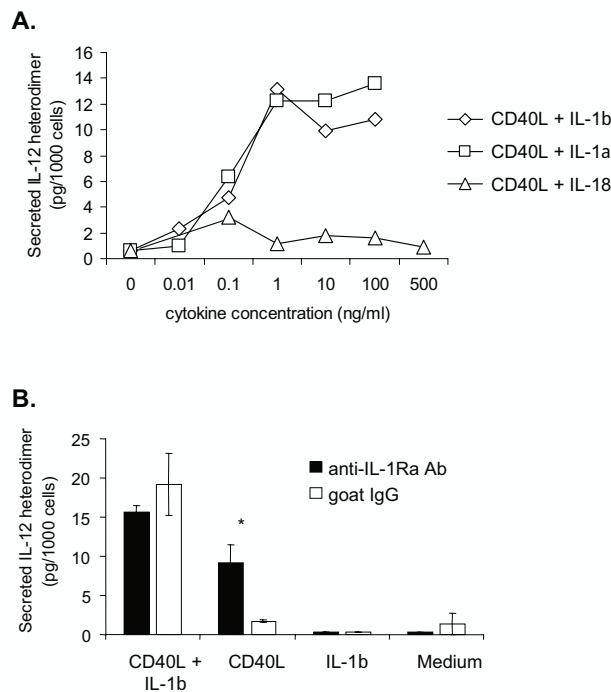 A.
Secreted IL-12 heterodimer
(pg/1000 cells)
16
14
12
10
8
6
4
2
0
0 0.01 0.1 1 10 100 500
cytokine concentration (ng/ml)
CD40L + IL-1b
CD40L + IL-1a
CD40L + IL-18
B.
Secreted IL-12 heterodimer
(pg/1000 cells)
25
20
15
10
5
0
anti-IL-1Ra Ab
goat IgG
*
CD40L +
IL-1b
CD40L
IL-1b
Medium